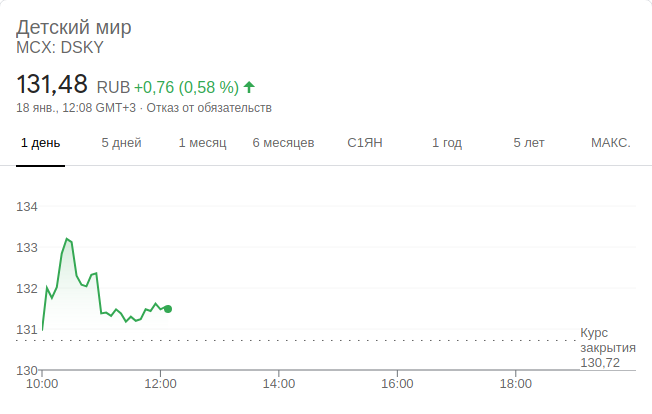 Детский мир
MCX: DSKY
131,48 RUB +0,76 (0,58 %)
18 янв., 12:08 GMT+3 · Отказ от обязательств
1 день 5 дней 1 месяц 6 месяцев С1ЯН 1 год 5 лет МАКС.
134
133
132
131
130
Курс
закрытия
130,72
10:00 12:00 14:00 16:00 18:00